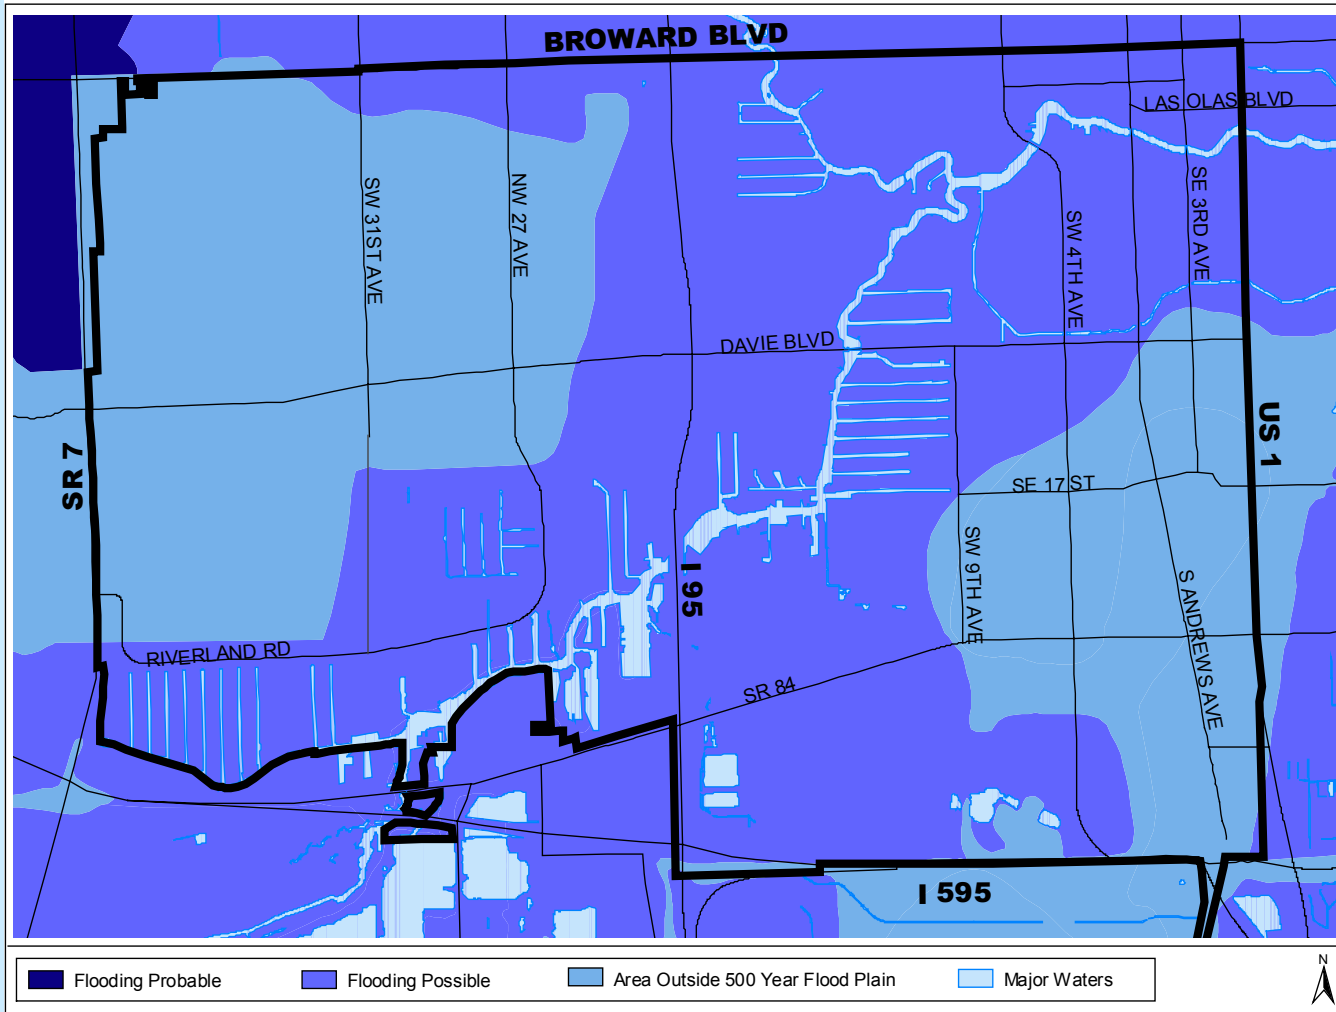 BROWARD BLVD
LAS OLAS BLVD
SW 31ST AVE
NW 27 AVE
SE 3RD AVE
SW 4TH AVE
DAVIE BLVD
US 1
SR 7
SE 17 ST
SW 9TH AVE
I 95
S ANDREWS AVE
RIVERLAND RD
SR 84
I 595
Flooding Probable
Flooding Possible
Area Outside 500 Year Flood Plain
Major Waters
N